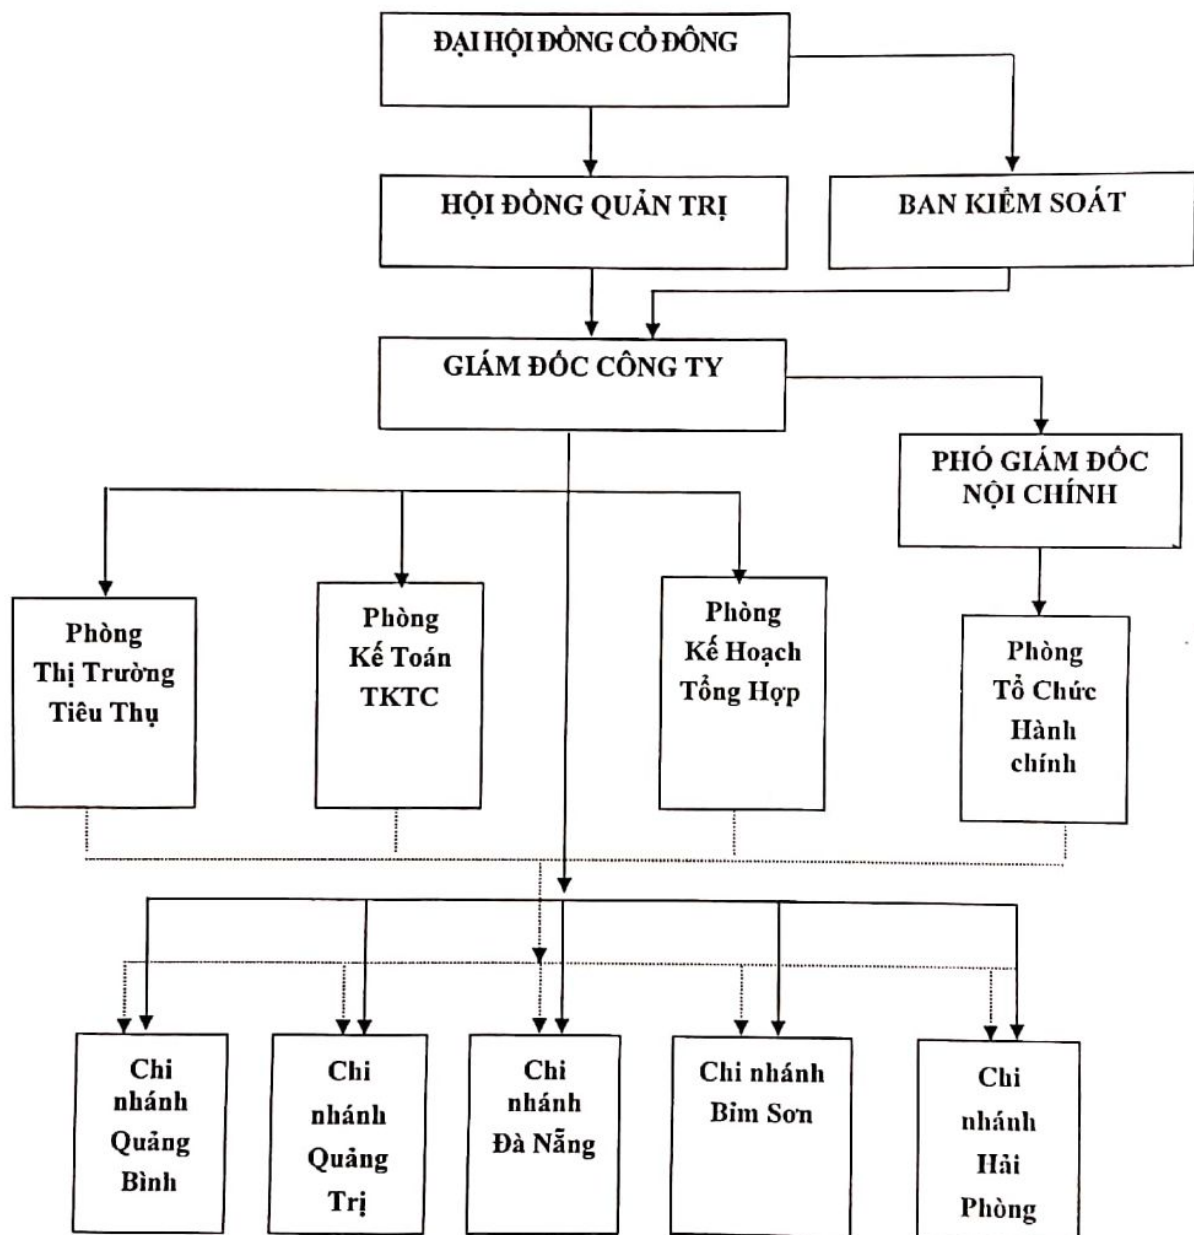 ĐẠI HỘI ĐỒNG CỔ ĐÔNG
HỘI ĐỒNG QUẢN TRỊ
BAN KIỂM SOÁT
GIÁM ĐỐC CÔNG TY
PHÓ GIÁM ĐỐC
NỘI CHÍNH
Phòng
Thị Trường
Tiêu Thụ
Phòng
Kế Toán
TKTC
Phòng
Kế Hoạch
Tổng Hợp
Phòng
Tổ Chức
Hành
chính
Chi
nhánh
Quảng
Bình
Chi
nhánh
Quảng
Trị
Chi
nhánh
Đà Nẵng
Chi nhánh
Bỉm Sơn
Chi
nhánh
Hải
Phòng